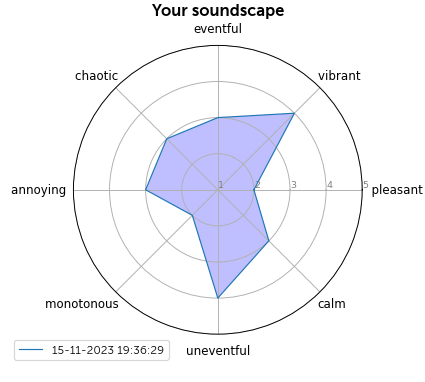 Your soundscape
eventful
chaotic
vibrant
annoying
1
2
3
4
5
pleasant
monotonous
calm
uneventful
15-11-2023 19:36:29